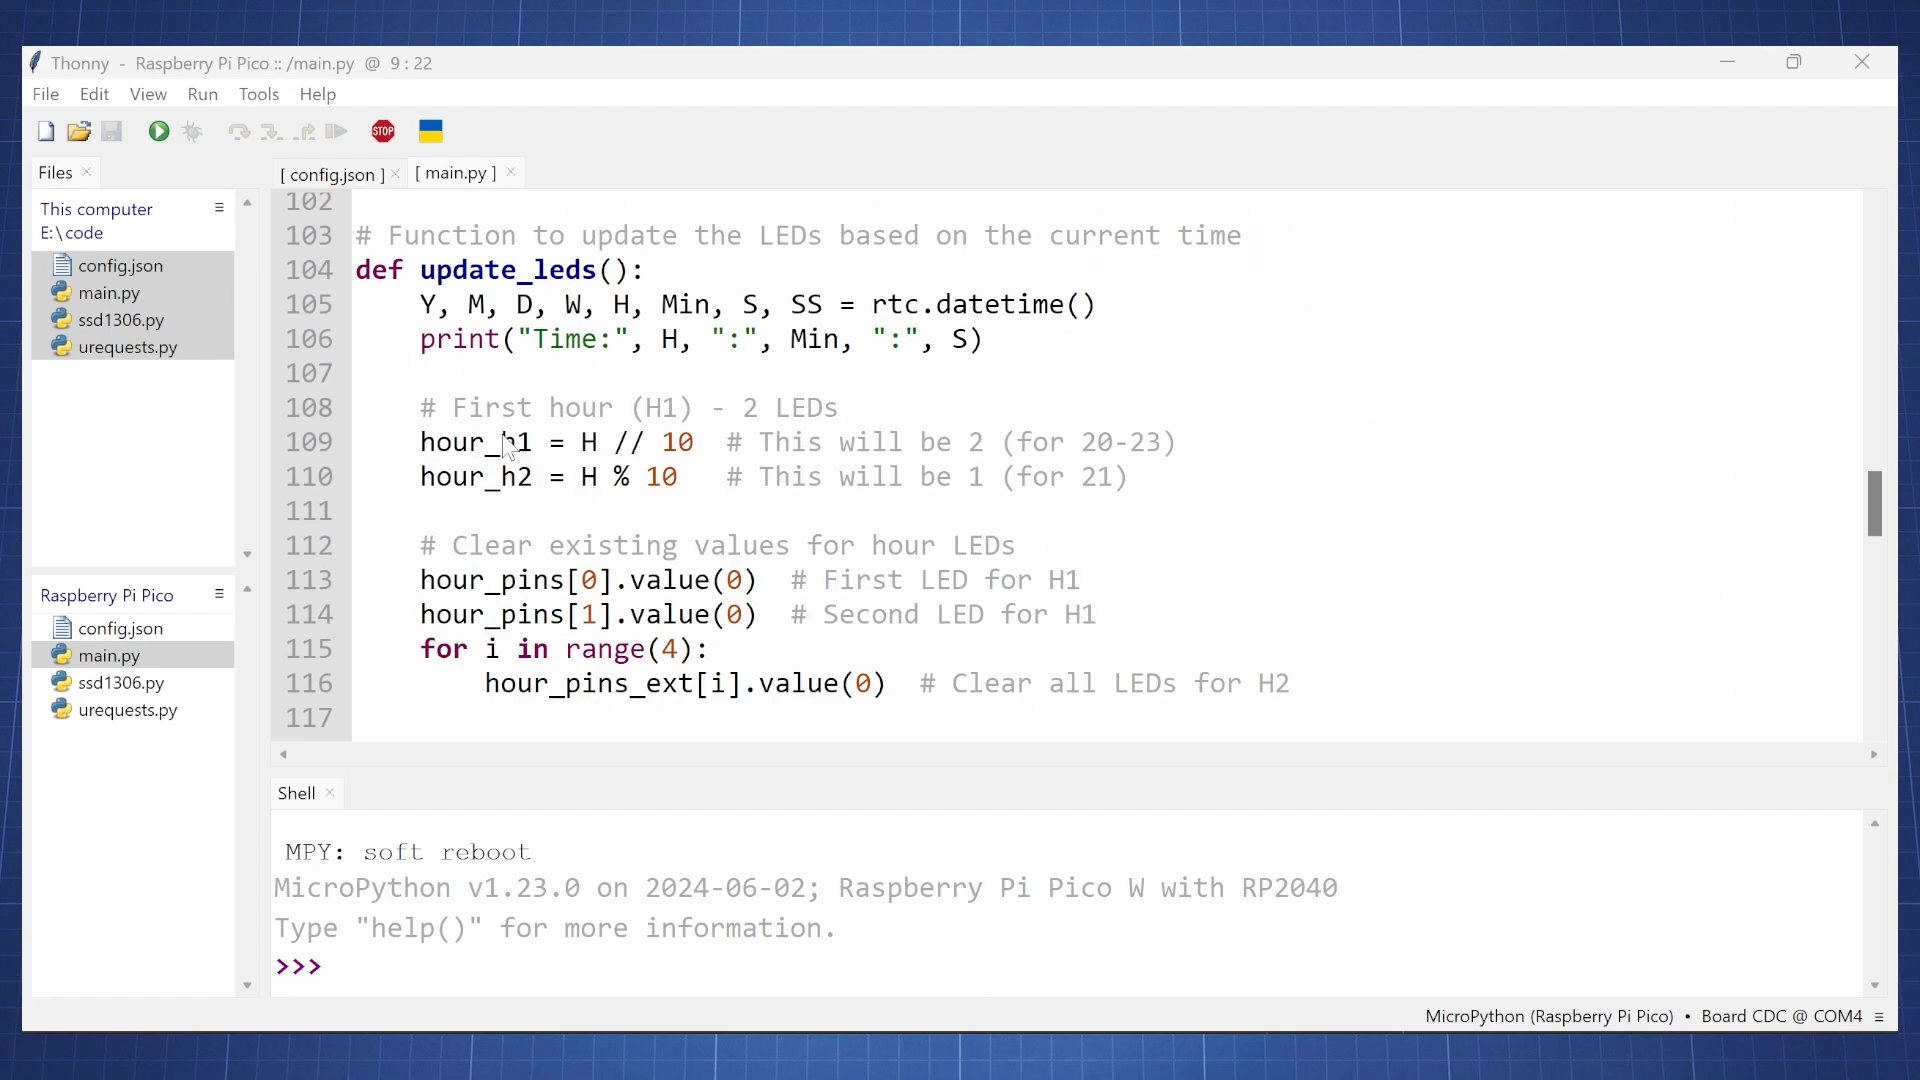 Thonny - Raspberry Pi Pico :: /main.py @ 9 : 22
File Edit View Run Tools Help
STOP
Files
[ config.json ] [ main.py ]
This computer
E:\code
config.json
main.py
ssd1306.py
urequests.py
Raspberry Pi Pico
config.json
main.py
ssd1306.py
urequests.py
102
103 # Function to update the LEDs based on the current time
104 def update_leds():
105     Y, M, D, W, H, Min, S, SS = rtc.datetime()
106     print("Time:", H, ":", Min, ":", S)
107
108     # First hour (H1) - 2 LEDs
109     hour_h1 = H // 10  # This will be 2 (for 20-23)
110     hour_h2 = H % 10   # This will be 1 (for 21)
111
112     # Clear existing values for hour LEDs
113     hour_pins[0].value(0)  # First LED for H1
114     hour_pins[1].value(0)  # Second LED for H1
115     for i in range(4):
116         hour_pins_ext[i].value(0)  # Clear all LEDs for H2
117
Shell
MPY: soft reboot
MicroPython v1.23.0 on 2024-06-02; Raspberry Pi Pico W with RP2040
Type "help()" for more information.
>>>
MicroPython (Raspberry Pi Pico) • Board CDC @ COM4